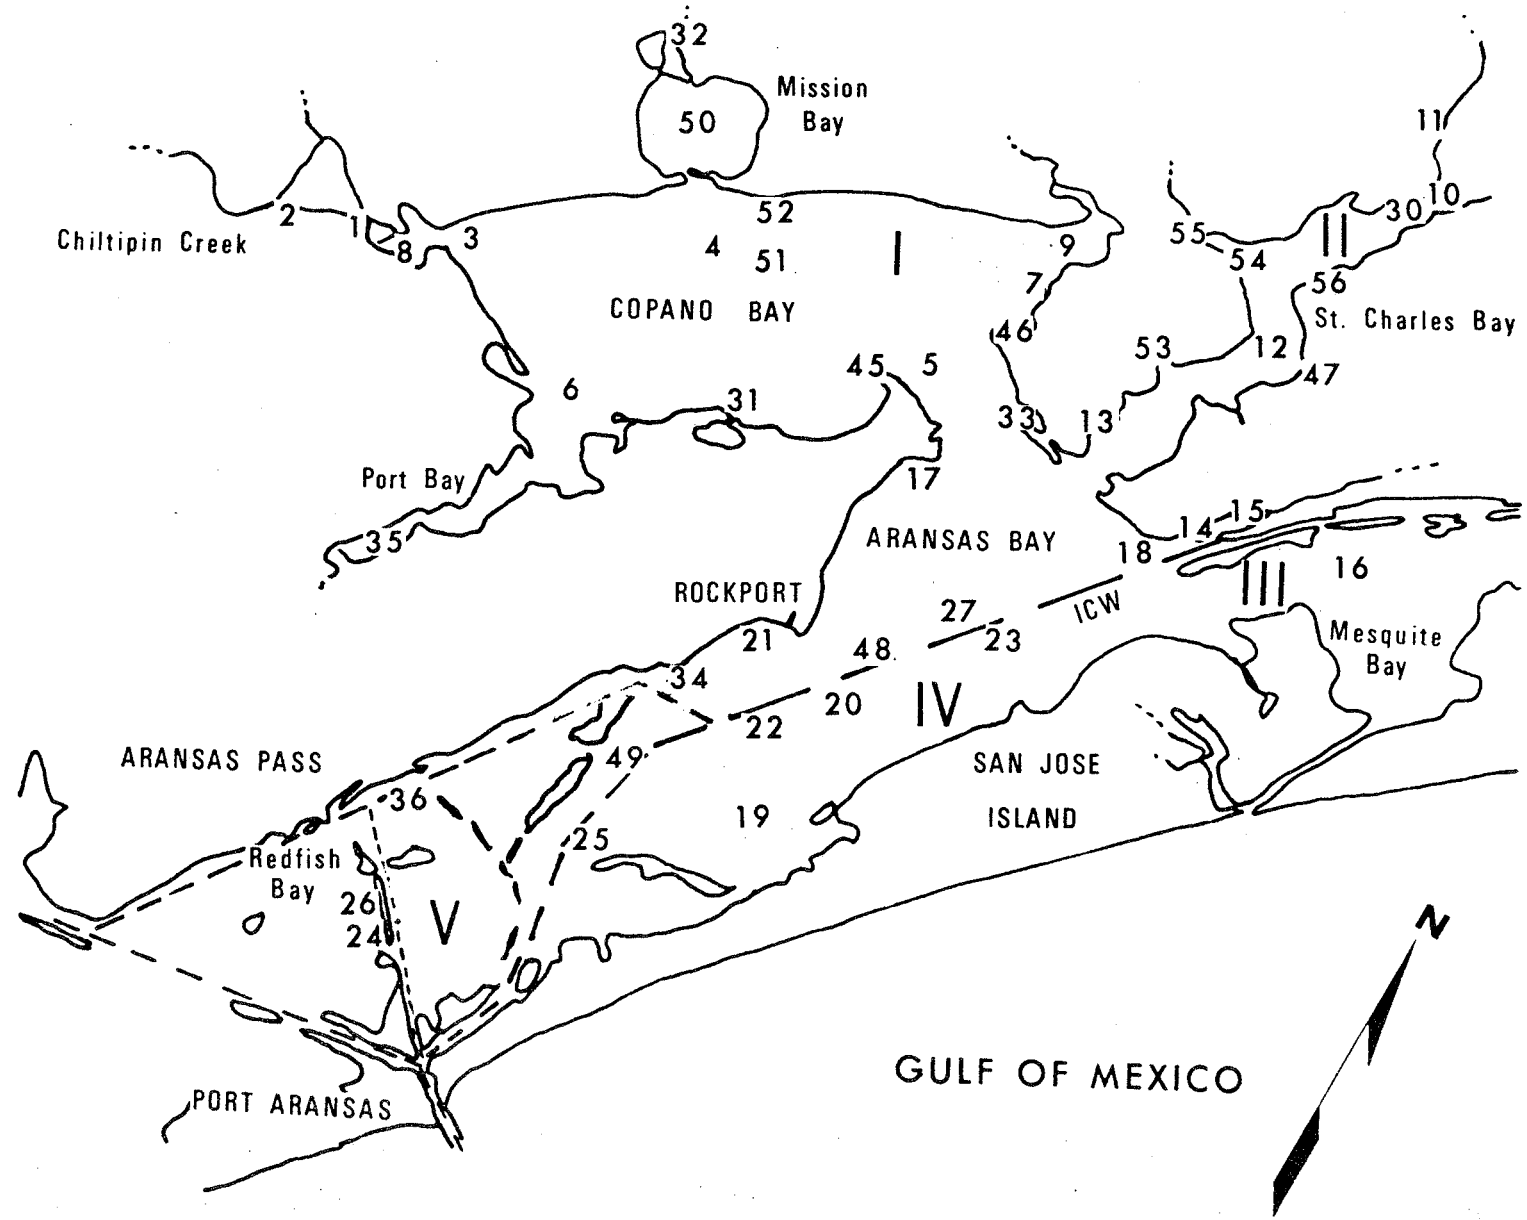 32
Mission
Bay
50
11
2
1
8
3
Chiltipin Creek
52
4
51
I
9
7
55
54
II
30
10
56
COPANO BAY
46
St. Charles Bay
53
12
47
45
5
6
31
33
13
Port Bay
17
35
ARANSAS BAY
14
15
18
16
III
ROCKPORT
ICW
27
23
21
48
Mesquite
Bay
34
20
22
IV
ARANSAS PASS
49
SAN JOSE
ISLAND
36
19
25
Redfish
Bay
26
24
V
N
GULF OF MEXICO
PORT ARANSAS